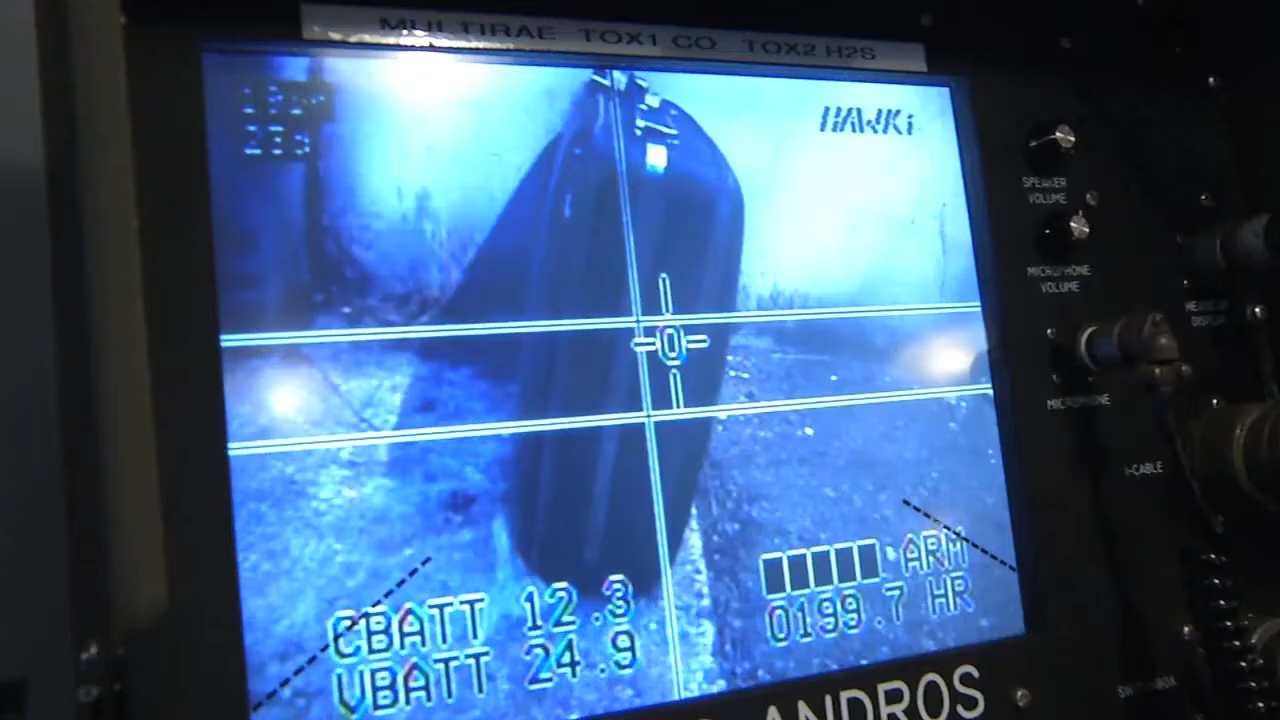 MULTIRAE TOX1 CO TOX2 H2S
HAWKi
SPEAKER
VOLUME
MICROPHONE
VOLUME
MICROPHONE
I-CABLE
ARM
CBATT 12.3
0199.7 HR
VBATT 24.9
ANDROS